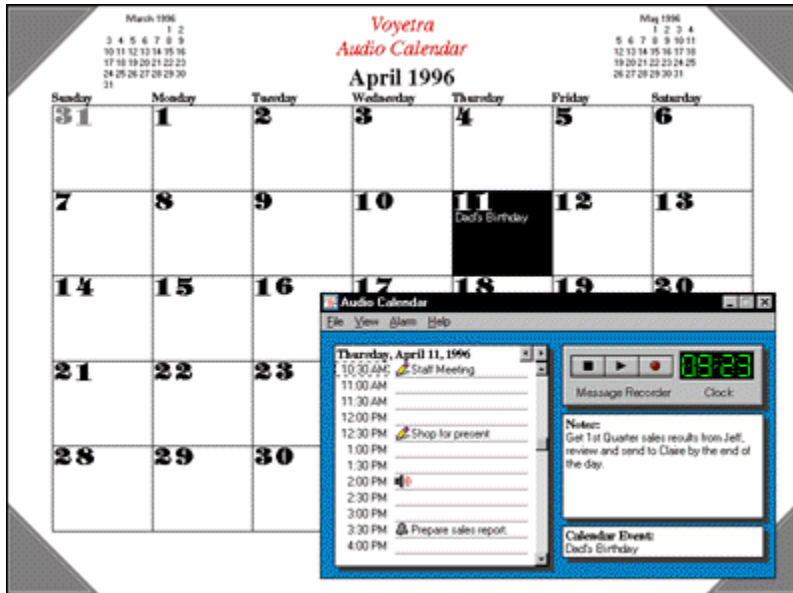 March 1996
1 2
3 4 5 6 7 8 9
10 11 12 13 14 15 16
17 18 19 20 21 22 23
24 25 26 27 28 29 30
31
Voyetra
Audio Calendar
April 1996
May 1996
1 2 3 4
5 6 7 8 9 10 11
12 13 14 15 16 17 18
19 20 21 22 23 24 25
26 27 28 29 30 31
Sunday Monday Tuesday Wednesday Thursday Friday Saturday
31 1 2 3 4 5 6
7 8 9 10 11 12 13
Dad's Birthday
14 15 16 17 18 19 20
21 22 23
28 29 30
Audio Calendar
File View Alarm Help
Thursday, April 11, 1996
10:30 AM Staff Meeting
11:00 AM
11:30 AM
12:00 PM
12:30 PM Shop for present
1:00 PM
1:30 PM
2:00 PM
2:30 PM
3:00 PM
3:30 PM Prepare sales report.
4:00 PM
09:29
Message Recorder Clock
Notes:
Get 1st Quarter sales results from Jeff,
review and send to Claire by the end of
the day.
Calendar Event:
Dad's Birthday